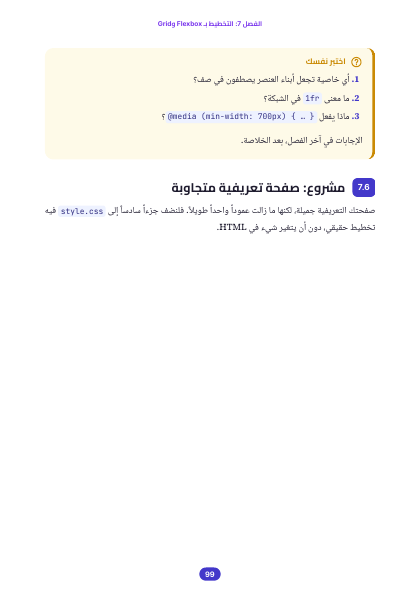 الفصل 7: التخطيط بـ Flexbox وGrid
اختبر نفسك
1. أي خاصية تجعل أبناء العنصر يصطفون في صف؟
2. ما معنى 1fr في الشبكة؟
3. ماذا يفعل @media (min-width: 700px) { … } ؟
الإجابات في آخر الفصل، بعد الخلاصة.
7.6 مشروع: صفحة تعريفية متجاوبة
صفحتك التعريفية جميلة، لكنها ما زالت عموداً واحداً طويلاً. فلنضف جزءاً سادساً إلى style.css فيه
تخطيط حقيقي، دون أن يتغير شيء في HTML.
99